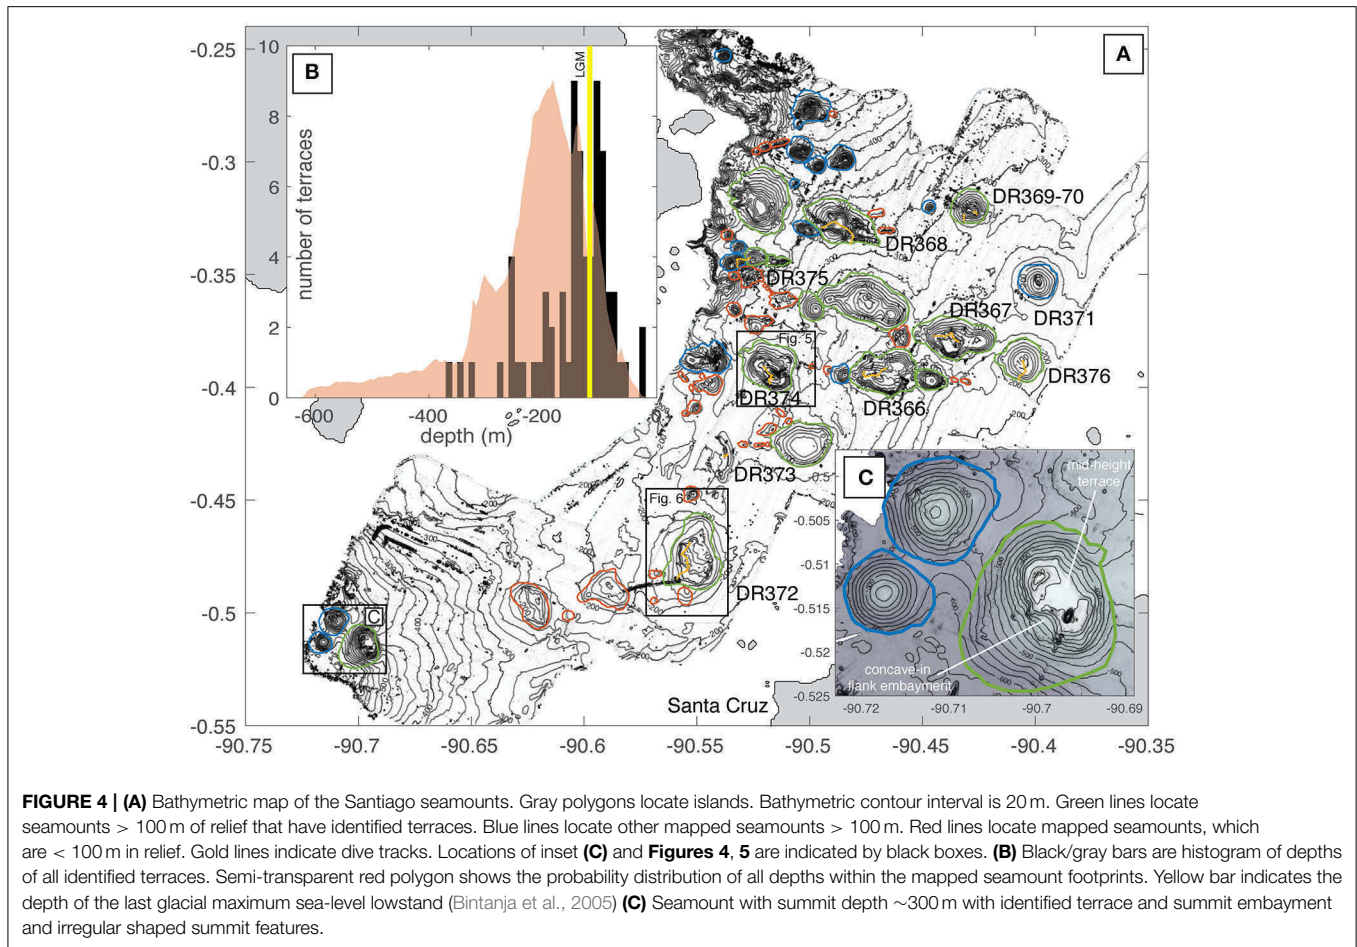 -0.25
-0.3
-0.35
-0.4
-0.45
-0.5
-0.55
-90.75
-90.7
-90.65
-90.6
-90.55
-90.5
-90.45
-90.4
-90.35
A
B
LGM
10
8
6
4
2
0
number of terraces
-600
-400
-200
0
depth (m)
DR369-70
DR368
DR375
DR371
DR367
Fig. 5
DR376
DR374
DR366
DR373
Fig. 6
DR372
C
Santa Cruz
C
mid-height
terrace
concave-in
flank embayment
-0.5
-0.505
-0.51
-0.515
-0.52
-0.525
-90.72
-90.71
-90.7
-90.69
FIGURE 4 | (A) Bathymetric map of the Santiago seamounts. Gray polygons locate islands. Bathymetric contour interval is 20 m. Green lines locate
seamounts > 100 m of relief that have identified terraces. Blue lines locate other mapped seamounts > 100 m. Red lines locate mapped seamounts, which
are < 100 m in relief. Gold lines indicate dive tracks. Locations of inset (C) and Figures 4, 5 are indicated by black boxes. (B) Black/gray bars are histogram of depths
of all identified terraces. Semi-transparent red polygon shows the probability distribution of all depths within the mapped seamount footprints. Yellow bar indicates the
depth of the last glacial maximum sea-level lowstand (Bintanja et al., 2005) (C) Seamount with summit depth ~300 m with identified terrace and summit embayment
and irregular shaped summit features.